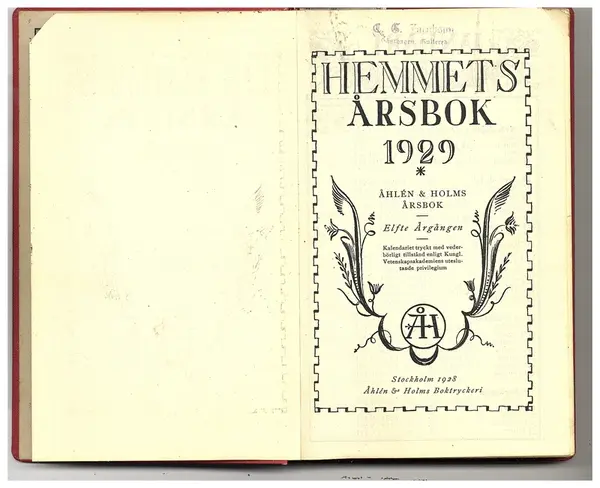 HEMMETS
ÅRSBOK
1929
*
ÅHLÉN & HOLMS
ÅRSBOK
Elfte Årgången
Kalendariet tryckt med veder-
börligt tillstånd enligt Kungl.
Vetenskapsakademiens uteslu-
tande privilegium
ÅH
Stockholm 1928
Åhlén & Holms Boktryckeri